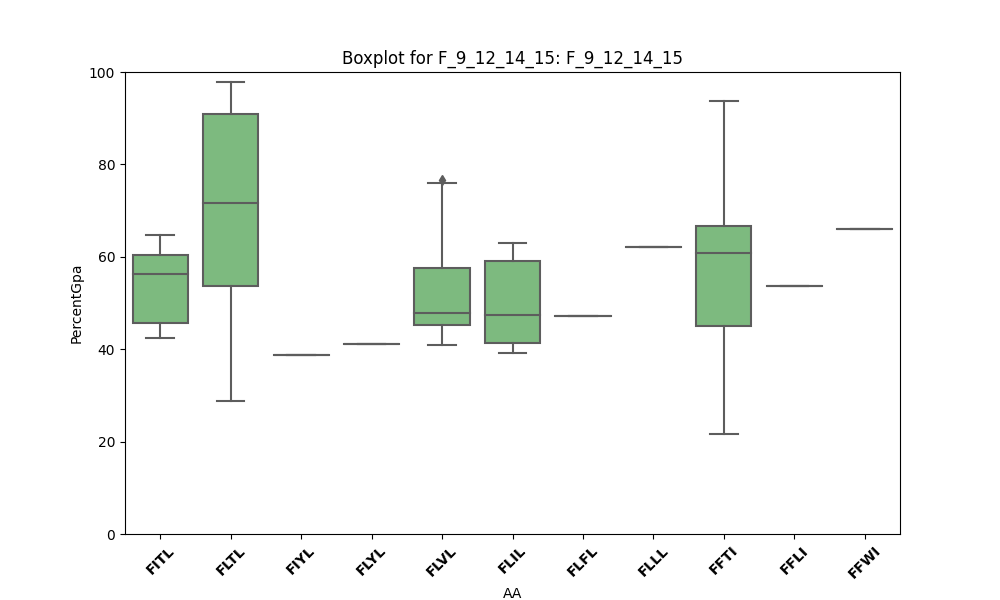 Boxplot for F_9_12_14_15: F_9_12_14_15
100
80
60
40
20
0
PercentGpa
FITL
FLTL
FIYL
FLYL
FLVL
FLIL
FLFL
FLLL
FFTI
FFLI
FFWI
AA